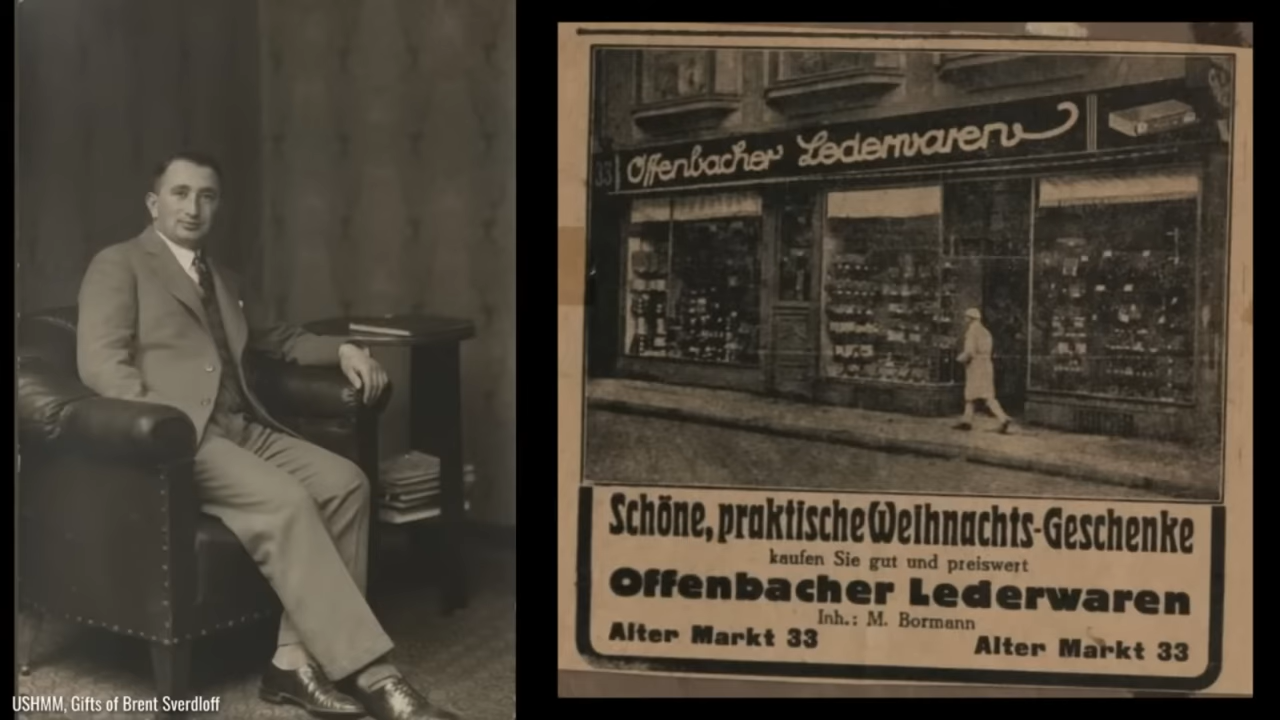 USHMM, Gifts of Brent Sverdloff
33 Offenbacher Lederwaren
Schöne, praktische Weihnachts-Geschenke
kaufen Sie gut und preiswert
Offenbacher Lederwaren
Inh.: M. Bormann
Alter Markt 33 Alter Markt 33